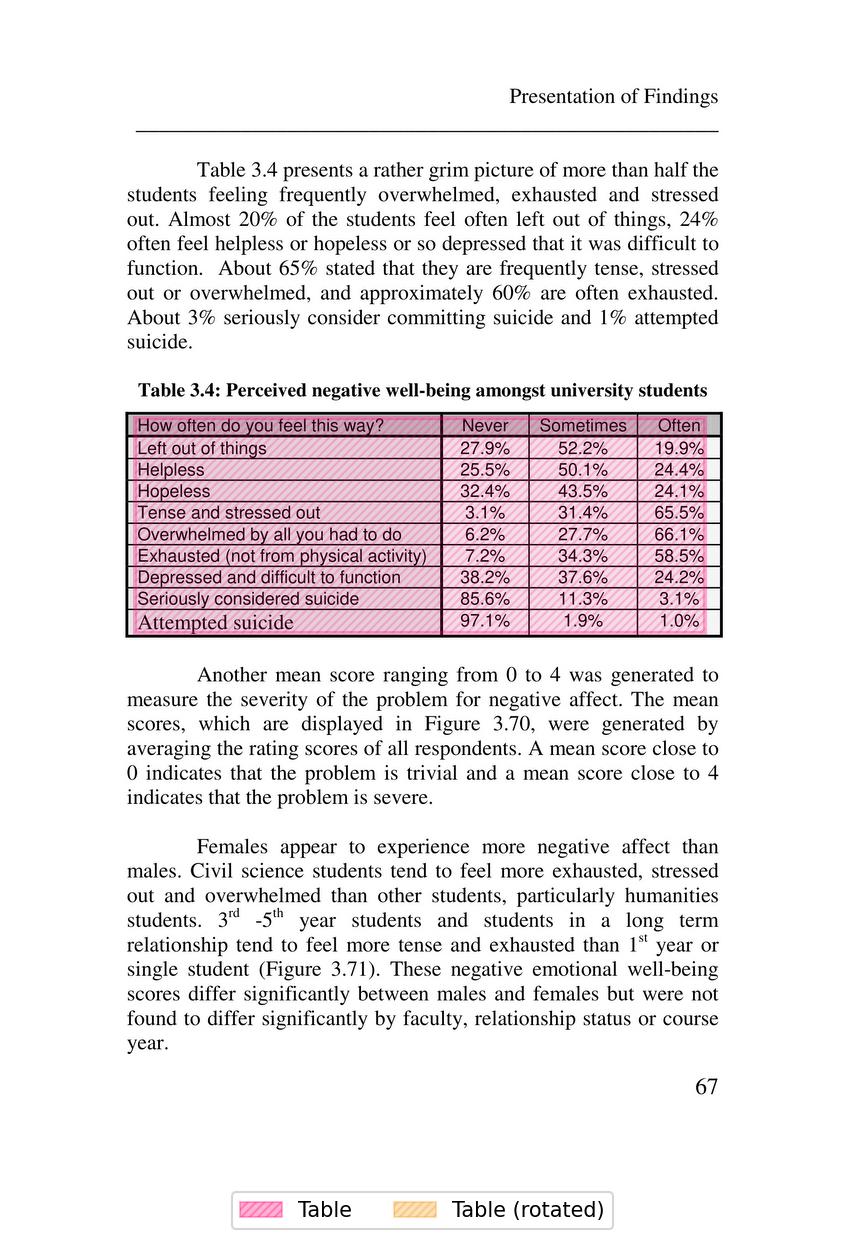 Presentation of Findings
Table 3.4 presents a rather grim picture of more than half the
students feeling frequently overwhelmed, exhausted and stressed
out. Almost 20% of the students feel often left out of things, 24%
often feel helpless or hopeless or so depressed that it was difficult to
function. About 65% stated that they are frequently tense, stressed
out or overwhelmed, and approximately 60% are often exhausted.
About 3% seriously consider committing suicide and 1% attempted
suicide.
Table 3.4: Perceived negative well-being amongst university students
How often do you feel this way? Never Sometimes Often
Left out of things 27.9% 52.2% 19.9%
Helpless 25.5% 50.1% 24.4%
Hopeless 32.4% 43.5% 24.1%
Tense and stressed out 3.1% 31.4% 65.5%
Overwhelmed by all you had to do 6.2% 27.7% 66.1%
Exhausted (not from physical activity) 7.2% 34.3% 58.5%
Depressed and difficult to function 38.2% 37.6% 24.2%
Seriously considered suicide 85.6% 11.3% 3.1%
Attempted suicide 97.1% 1.9% 1.0%
Another mean score ranging from 0 to 4 was generated to
measure the severity of the problem for negative affect. The mean
scores, which are displayed in Figure 3.70, were generated by
averaging the rating scores of all respondents. A mean score close to
0 indicates that the problem is trivial and a mean score close to 4
indicates that the problem is severe.
Females appear to experience more negative affect than
males. Civil science students tend to feel more exhausted, stressed
out and overwhelmed than other students, particularly humanities
students. 3rd -5th year students and students in a long term
relationship tend to feel more tense and exhausted than 1st year or
single student (Figure 3.71). These negative emotional well-being
scores differ significantly between males and females but were not
found to differ significantly by faculty, relationship status or course
year.
67
Table Table (rotated)